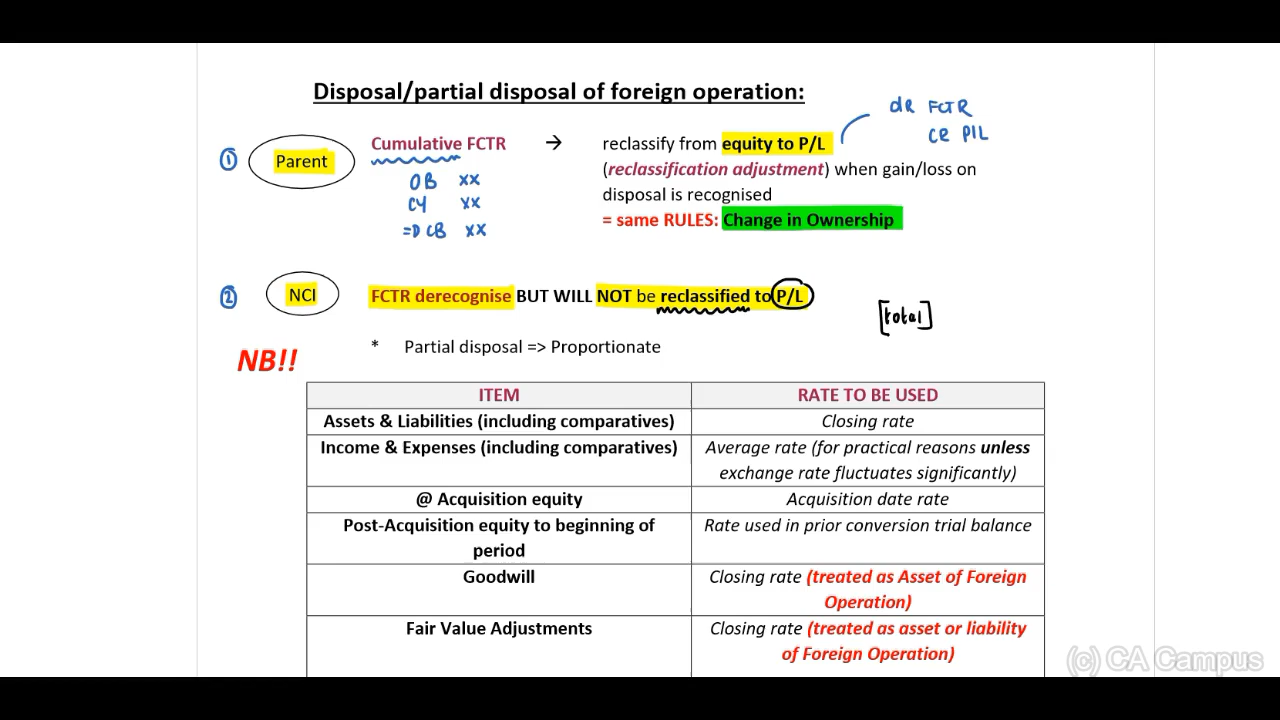 Disposal/partial disposal of foreign operation:
dR FCTR
CR P/L
① Parent Cumulative FCTR → reclassify from equity to P/L
(reclassification adjustment) when gain/loss on
disposal is recognised
= same RULES: Change in Ownership
OB xx
CY xx
=D CB xx
② NCI FCTR derecognise BUT WILL NOT be reclassified to P/L
[total]
* Partial disposal => Proportionate
NB!!
ITEM RATE TO BE USED
Assets & Liabilities (including comparatives) Closing rate
Income & Expenses (including comparatives) Average rate (for practical reasons unless
exchange rate fluctuates significantly)
@ Acquisition equity Acquisition date rate
Post-Acquisition equity to beginning of
period
Rate used in prior conversion trial balance
Goodwill Closing rate (treated as Asset of Foreign
Operation)
Fair Value Adjustments Closing rate (treated as asset or liability
of Foreign Operation)
(c) CA Campus